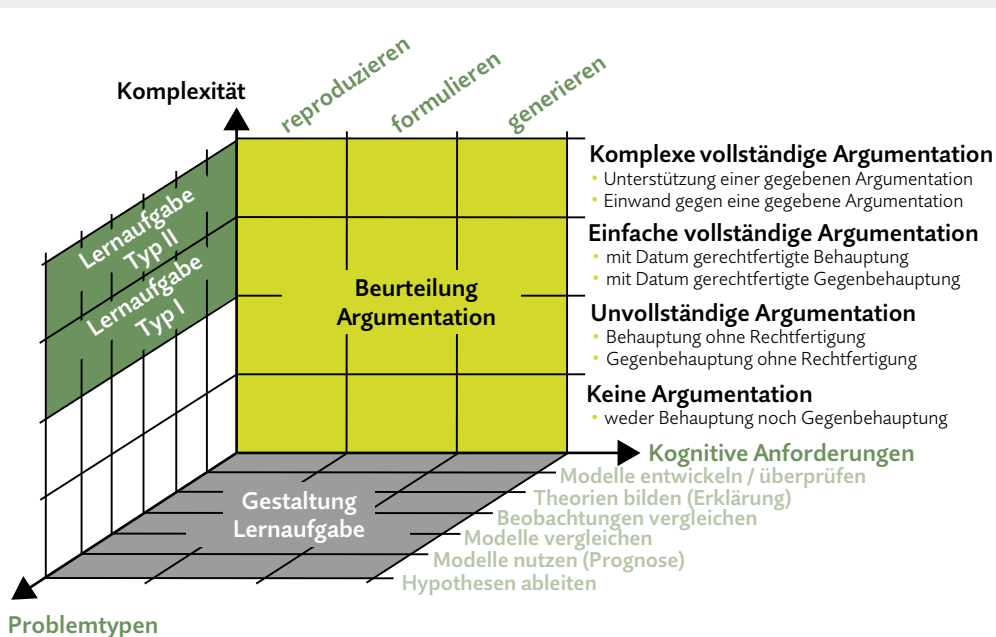 Komplexität
reproduzieren
formulieren
generieren
Lernaufgabe
Typ II
Lernaufgabe
Typ I
Beurteilung
Argumentation
Komplexe vollständige Argumentation
• Unterstützung einer gegebenen Argumentation
• Einwand gegen eine gegebene Argumentation
Einfache vollständige Argumentation
• mit Datum gerechtfertigte Behauptung
• mit Datum gerechtfertigte Gegenbehauptung
Unvollständige Argumentation
• Behauptung ohne Rechtfertigung
• Gegenbehauptung ohne Rechtfertigung
Keine Argumentation
• weder Behauptung noch Gegenbehauptung
Kognitive Anforderungen
Gestaltung
Lernaufgabe
Modelle entwickeln / überprüfen
Theorien bilden (Erklärung)
Beobachtungen vergleichen
Modelle vergleichen
Modelle nutzen (Prognose)
Hypothesen ableiten
Problemtypen